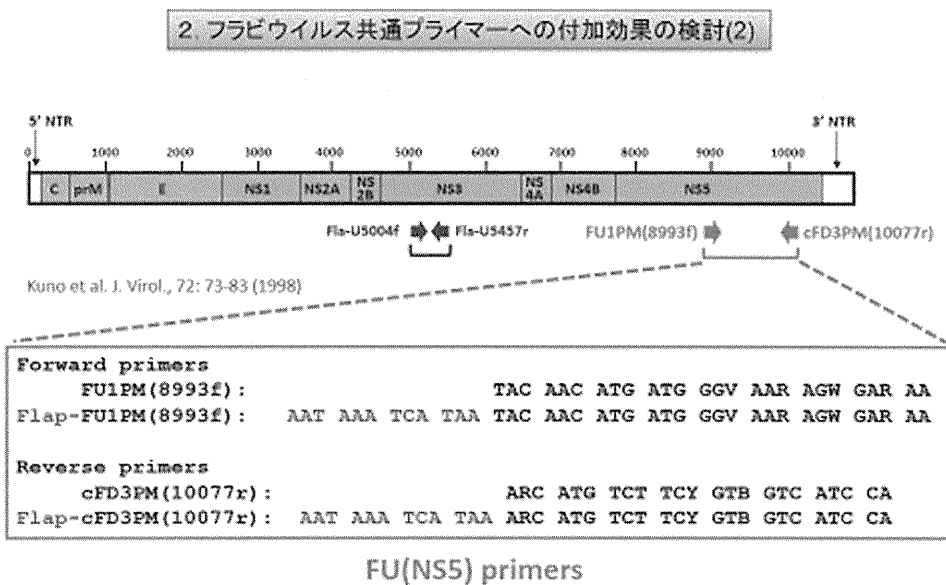 2. フラビウイルス共通プライマーへの付加効果の検討(2)
5' NTR
3' NTR
0 1000 2000 3000 4000 5000 6000 7000 8000 9000 10000
C prM E NS1 NS2A NS 2B NS3 NS 4A NS4B NS5
Fla-U5004f Fla-U5457r FU1PM(8993f) cFD3PM(10077r)
Kuno et al. J. Virol., 72: 73-83 (1998)
Forward primers
FU1PM(8993f): TAC AAC ATG ATG GGV AAR AGW GAR AA
Flap-FU1PM(8993f): AAT AAA TCA TAA TAC AAC ATG ATG GGV AAR AGW GAR AA
Reverse primers
cFD3PM(10077r): ARC ATG TCT TCY GTB GTC ATC CA
Flap-cFD3PM(10077r): AAT AAA TCA TAA ARC ATG TCT TCY GTB GTC ATC CA
FU(NS5) primers